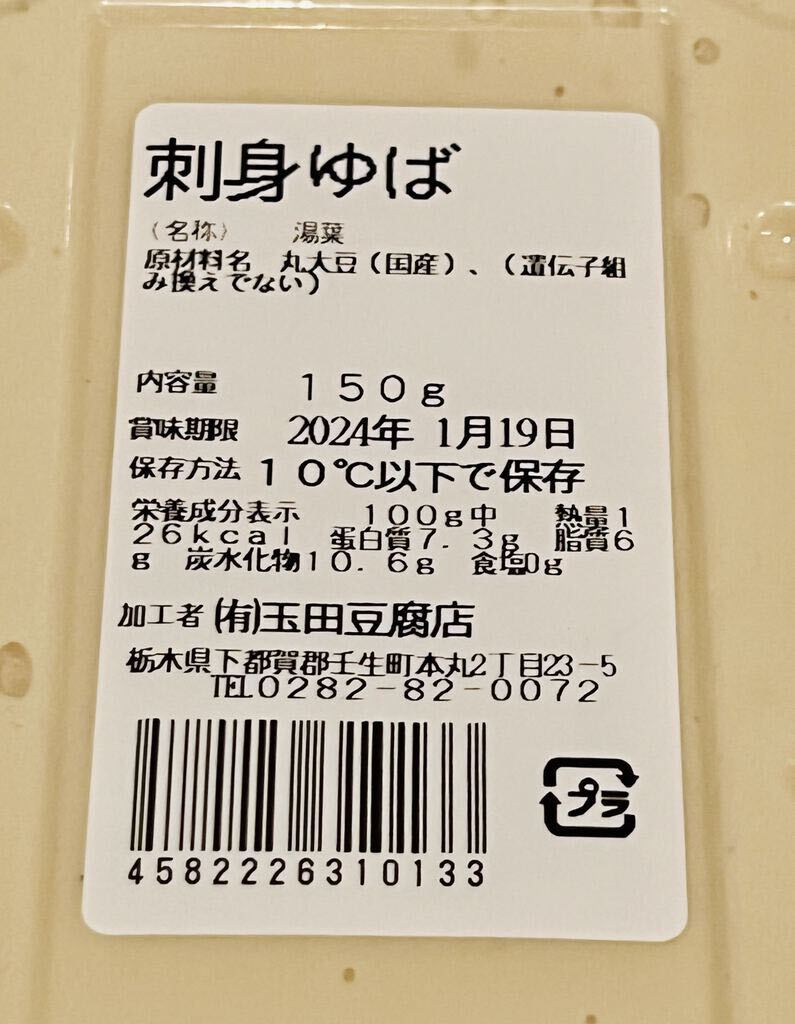 刺身ゆば
（名称）　　湯葉
原材料名　丸大豆（国産）、（遺伝子組
み換えでない）
内容量　１５０ｇ
賞味期限　2024年 1月19日
保存方法 １０℃以下で保存
栄養成分表示　１００ｇ中　熱量１
２６ｋｃａｌ　蛋白質７．３ｇ　脂質６
ｇ　炭水化物１０．６ｇ　食塩0ｇ
加工者 (有)玉田豆腐店
栃木県下都賀郡壬生町本丸2丁目23−5
TEL０２８２−８２−００７２
プラ
4582226310133